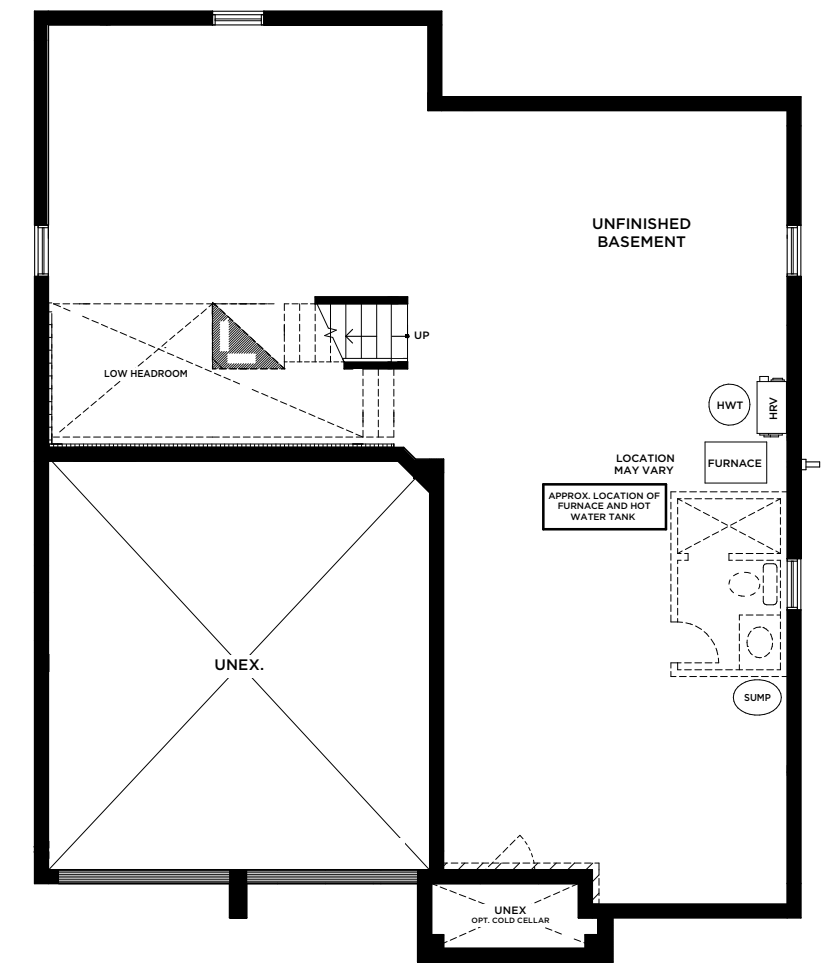 UNFINISHED
BASEMENT
UP
LOW HEADROOM
HWT
HRV
LOCATION
MAY VARY
FURNACE
APPROX. LOCATION OF
FURNACE AND HOT
WATER TANK
UNEX.
SUMP
UNEX
OPT. COLD CELLAR